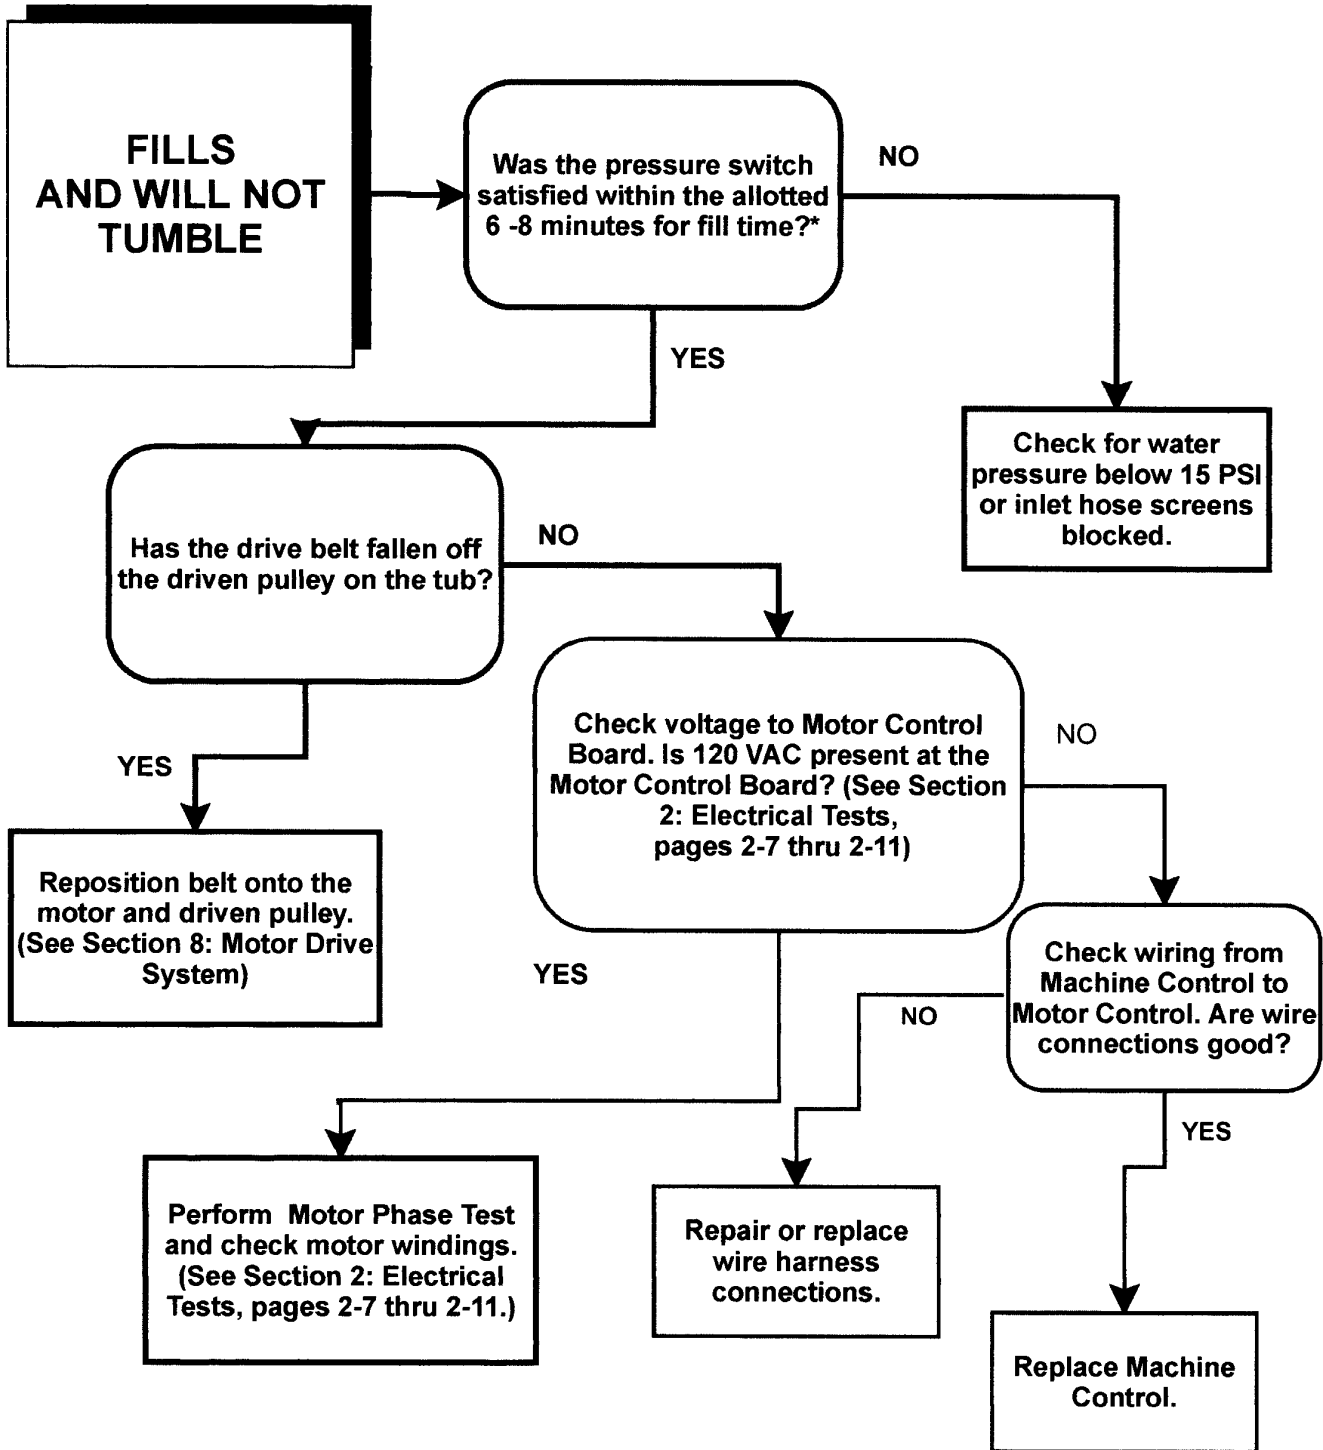 FILLS
AND WILL NOT
TUMBLE
Was the pressure switch
satisfied within the allotted
6 -8 minutes for fill time?*
NO
YES
Check for water
pressure below 15 PSI
or inlet hose screens
blocked.
Has the drive belt fallen off
the driven pulley on the tub?
NO
YES
Check voltage to Motor Control
Board. Is 120 VAC present at the
Motor Control Board? (See Section
2: Electrical Tests,
pages 2-7 thru 2-11)
NO
YES
Reposition belt onto the
motor and driven pulley.
(See Section 8: Motor Drive
System)
Check wiring from
Machine Control to
Motor Control. Are wire
connections good?
NO
YES
Perform Motor Phase Test
and check motor windings.
(See Section 2: Electrical
Tests, pages 2-7 thru 2-11.)
Repair or replace
wire harness
connections.
Replace Machine
Control.